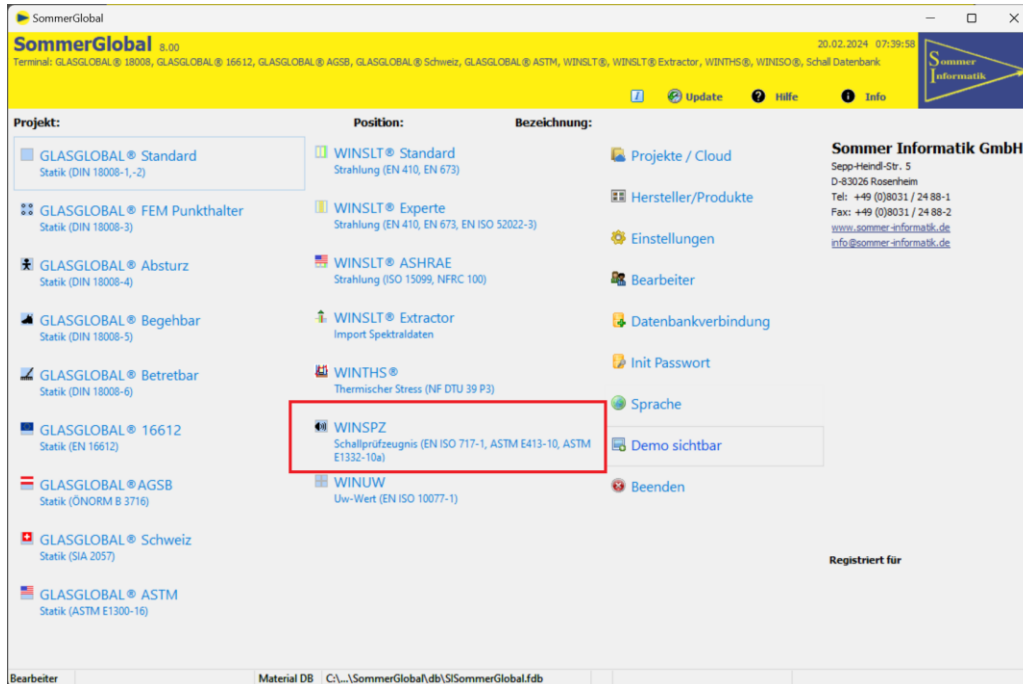 SommerGlobal
SommerGlobal 8.00
20.02.2024 07:39:58
Terminal: GLASGLOBAL® 18008, GLASGLOBAL® 16612, GLASGLOBAL® AGSB, GLASGLOBAL® Schweiz, GLASGLOBAL® ASTM, WINSLT®, WINSLT® Extractor, WINTHS®, WINISO®, Schall Datenbank
Update Hilfe Info
Sommer
Informatik
Projekt: Position: Bezeichnung:
GLASGLOBAL® Standard
Statik (DIN 18008-1,-2)
GLASGLOBAL® FEM Punkthalter
Statik (DIN 18008-3)
GLASGLOBAL® Absturz
Statik (DIN 18008-4)
GLASGLOBAL® Begehbar
Statik (DIN 18008-5)
GLASGLOBAL® Betretbar
Statik (DIN 18008-6)
GLASGLOBAL® 16612
Statik (EN 16612)
GLASGLOBAL®AGSB
Statik (ÖNORM B 3716)
GLASGLOBAL® Schweiz
Statik (SIA 2057)
GLASGLOBAL® ASTM
Statik (ASTM E1300-16)
WINSLT® Standard
Strahlung (EN 410, EN 673)
WINSLT® Experte
Strahlung (EN 410, EN 673, EN ISO 52022-3)
WINSLT® ASHRAE
Strahlung (ISO 15099, NFRC 100)
WINSLT® Extractor
Import Spektraldaten
WINTHS®
Thermischer Stress (NF DTU 39 P3)
WINSPZ
Schallprüfzeugnis (EN ISO 717-1, ASTM E413-10, ASTM
E1332-10a)
WINUW
Uw-Wert (EN ISO 10077-1)
Projekte / Cloud
Hersteller/Produkte
Einstellungen
Bearbeiter
Datenbankverbindung
Init Passwort
Sprache
Demo sichtbar
Beenden
Sommer Informatik GmbH
Sepp-Heindl-Str. 5
D-83026 Rosenheim
Tel: +49 (0)8031 / 24 88-1
Fax: +49 (0)8031 / 24 88-2
www.sommer-informatik.de
info@sommer-informatik.de
Registriert für
Bearbeiter Material DB C:\...\SommerGlobal\db\SISommerGlobal.fdb